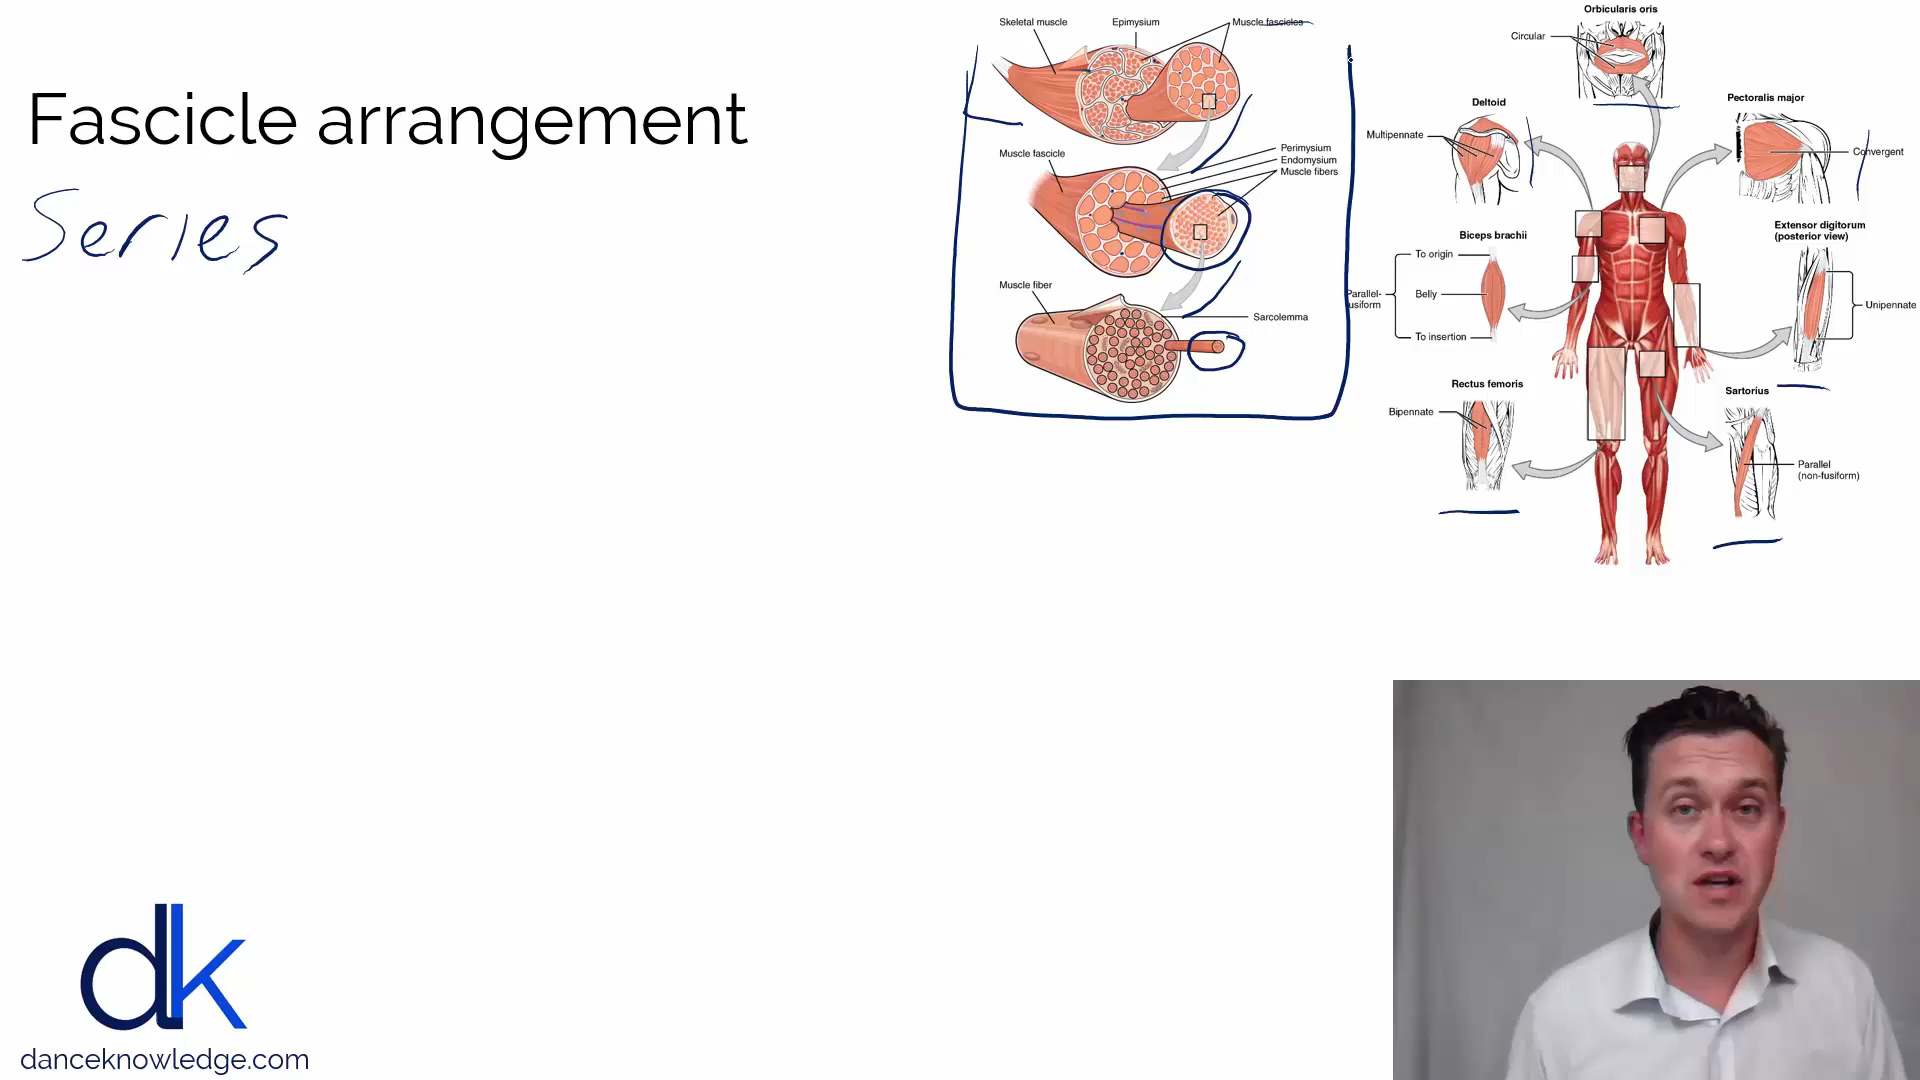 Fascicle arrangement
Series
Skeletal muscle
Epimysium
Muscle fascicles
Muscle fascicle
Perimysium
Endomysium
Muscle fibers
Muscle fiber
Sarcolemma
Orbicularis oris
Circular
Deltoid
Multipennate
Pectoralis major
Convergent
Biceps brachii
To origin
Belly
To insertion
Parallel-
Extensor digitorum
(posterior view)
Unipennate
Rectus femoris
Bipennate
Sartorius
Parallel
(non-fusiform)
dk
danceknowledge.com